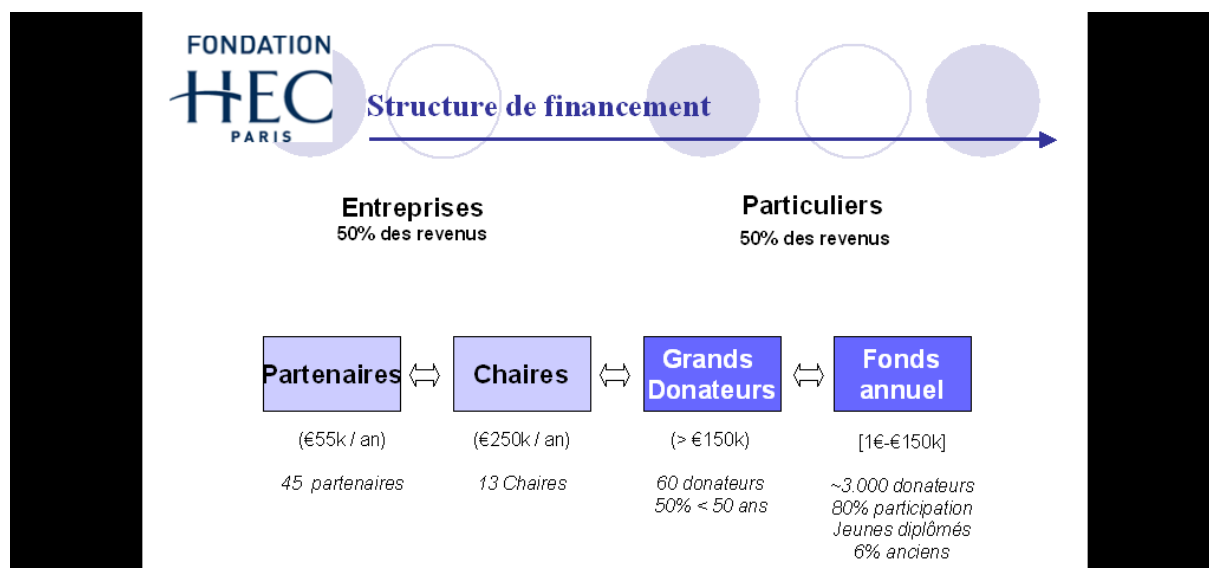 FONDATION
HEC
PARIS
Structure de financement
Entreprises
50% des revenus
Particuliers
50% des revenus
Partenaires
(€55k / an)
45 partenaires
Chaires
(€250k / an)
13 Chaires
Grands
Donateurs
(> €150k)
60 donateurs
50% < 50 ans
Fonds
annuel
[1€-€150k]
~3.000 donateurs
80% participation
Jeunes diplômés
6% anciens